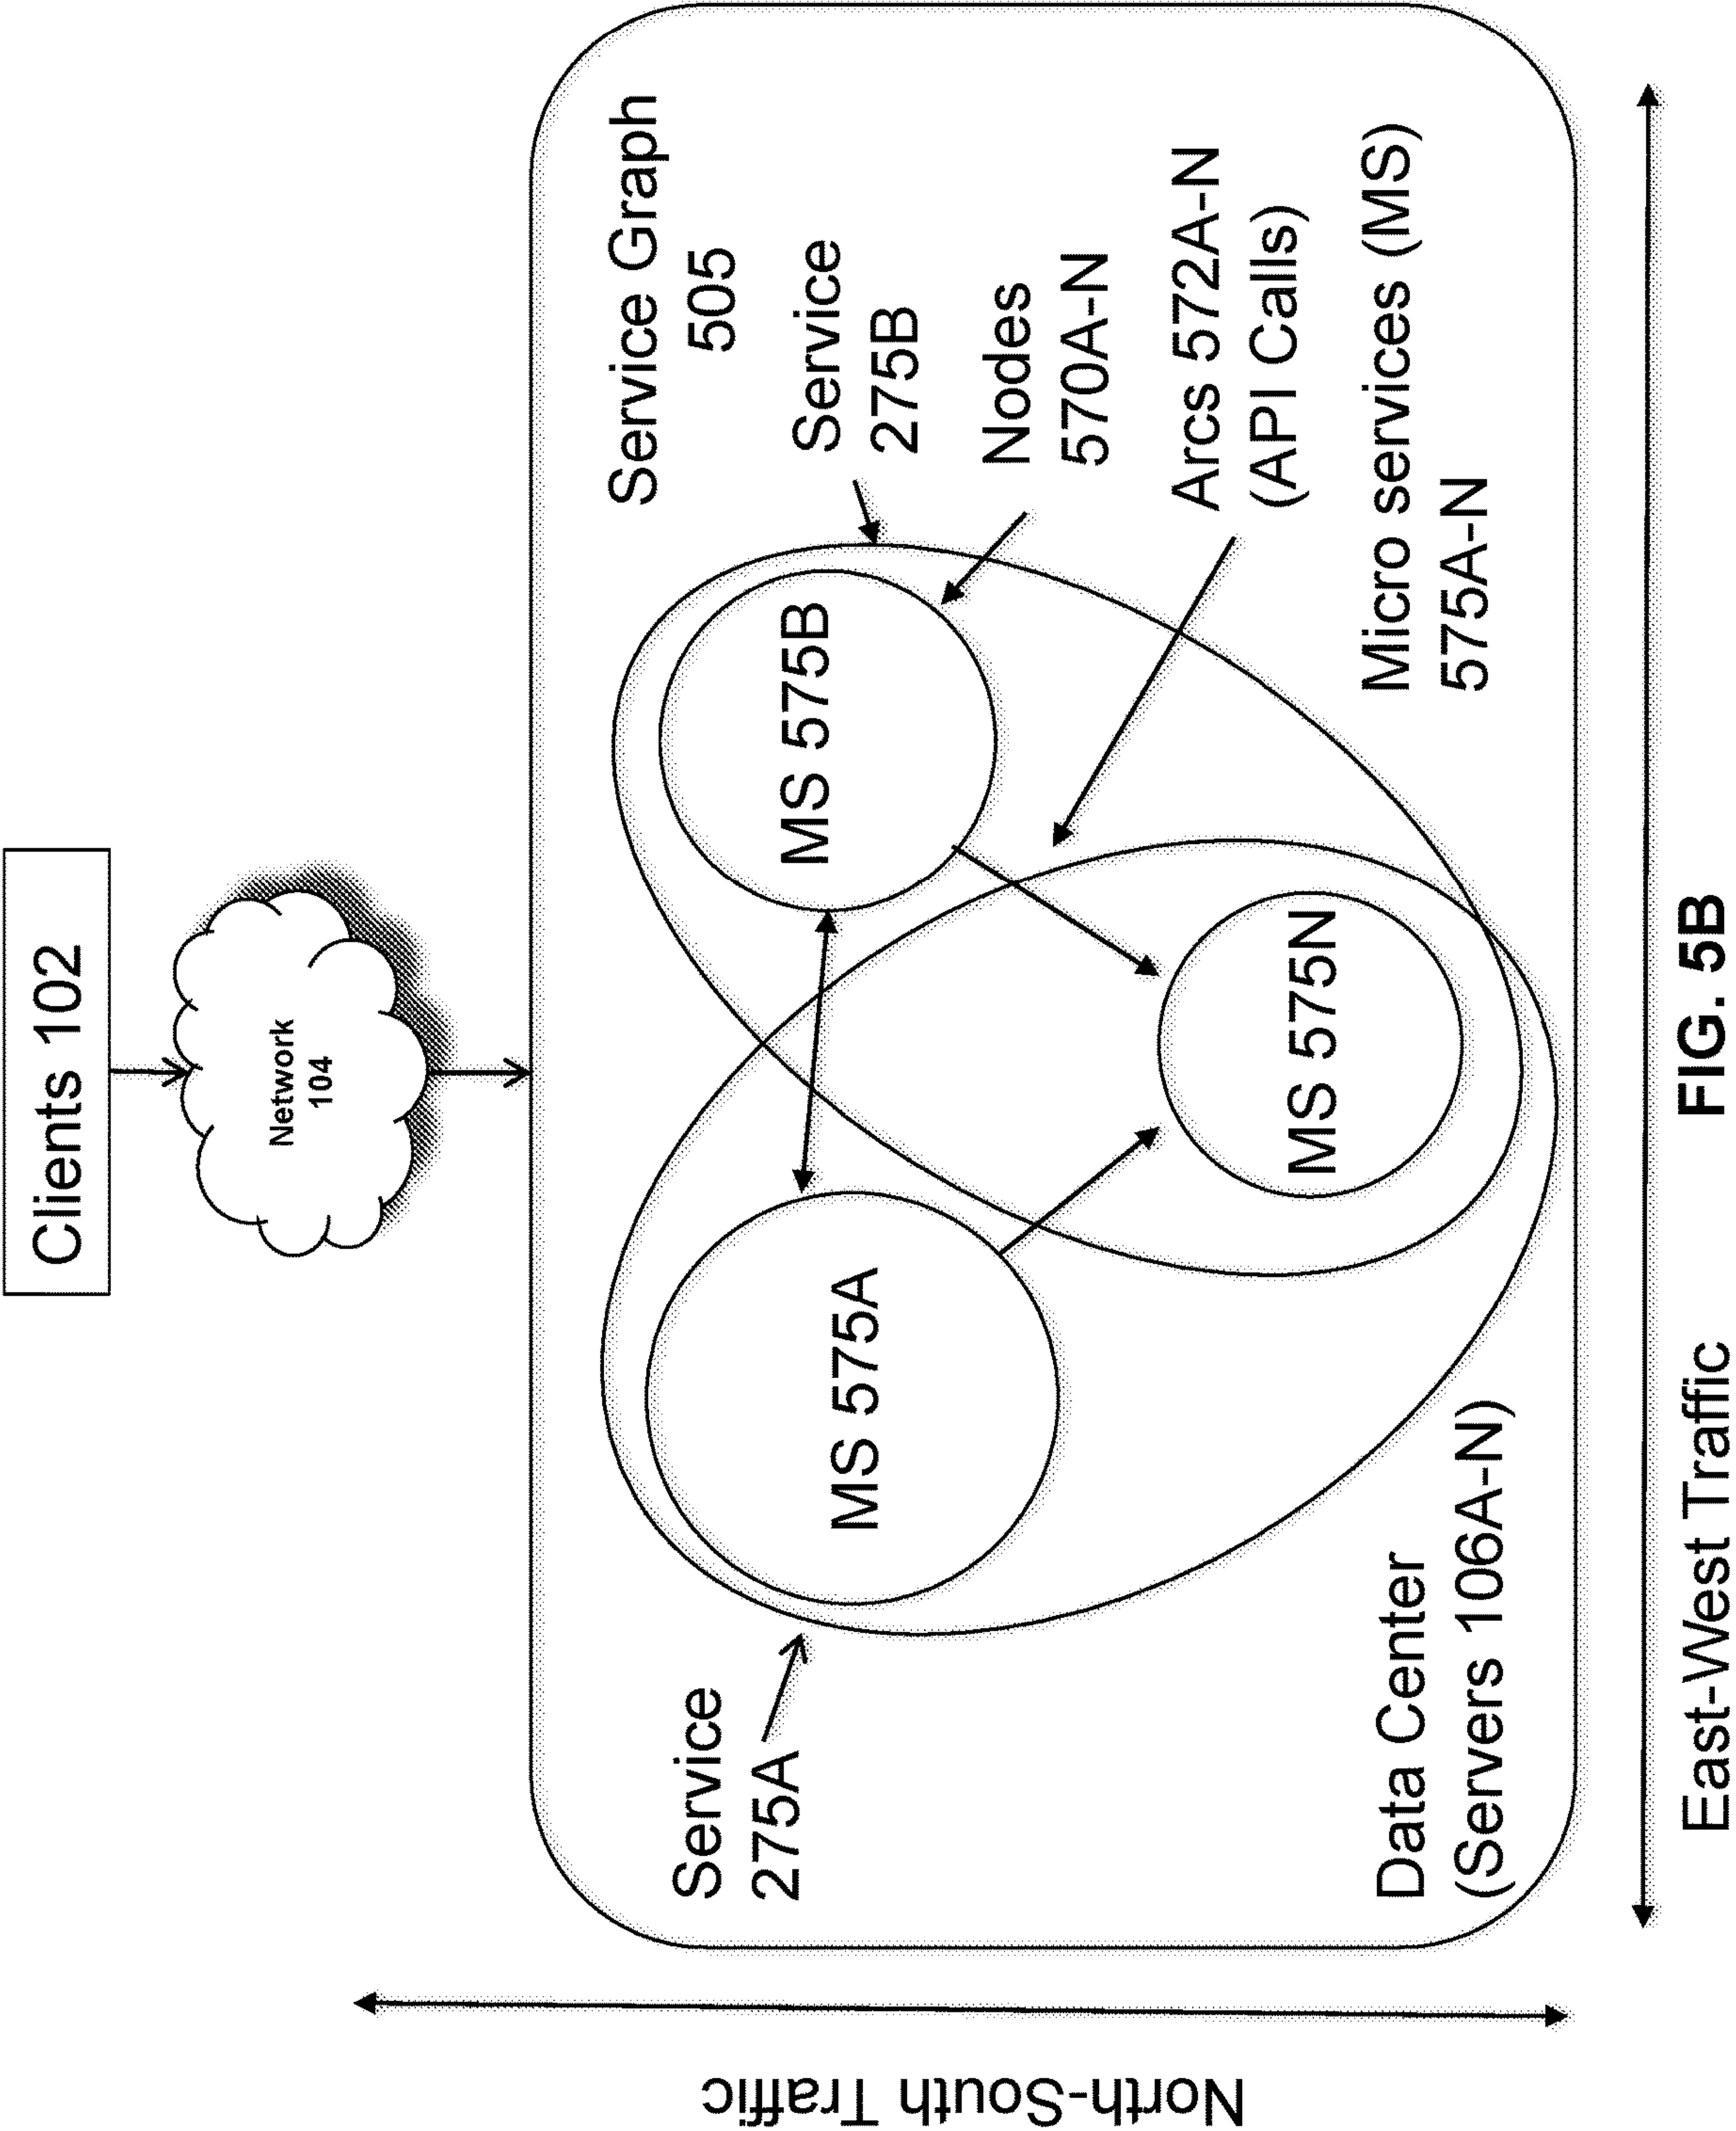 Clients 102
Network
104
Service Graph
505
Service
275B
Nodes
570A-N
Arcs 572A-N
(API Calls)
Micro services (MS)
575A-N
MS 575B
MS 575A
MS 575N
Service
275A
Data Center
(Servers 106A-N)
North-South Traffic
East-West Traffic
FIG. 5B